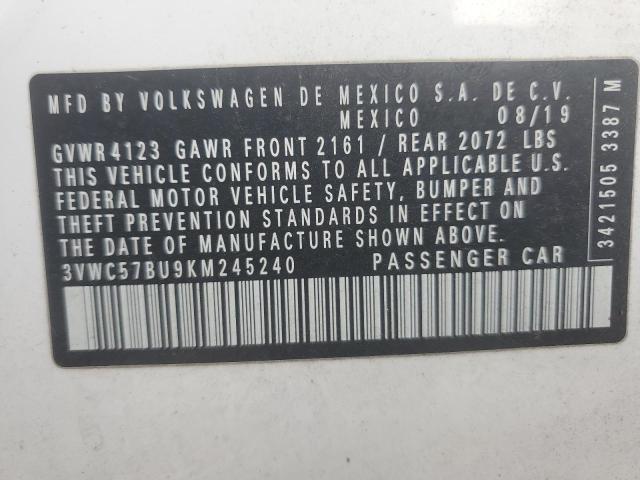 MFD BY VOLKSWAGEN DE MEXICO S.A. DE C.V.
MEXICO 08/19
GVWR 4123 GAWR FRONT 2161 / REAR 2072 LBS
THIS VEHICLE CONFORMS TO ALL APPLICABLE U.S.
FEDERAL MOTOR VEHICLE SAFETY, BUMPER AND
THEFT PREVENTION STANDARDS IN EFFECT ON
THE DATE OF MANUFACTURE SHOWN ABOVE.
3VWC57BU9KM245240 PASSENGER CAR
3421505 3387 M